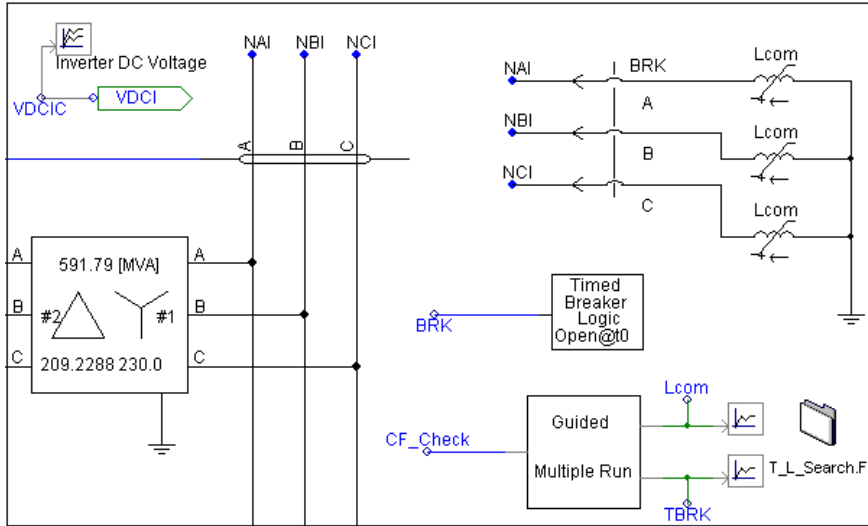 NAI NBI NCI
Inverter DC Voltage
VDCI
VDCIC
A B C
A A
591.79 [MVA]
B #2 #1 B
C C
209.2288 230.0
NAI BRK Lcom
A
NBI Lcom
B
NCI
C Lcom
Timed
Breaker
Logic
Open@t0
BRK
Lcom
Guided
CF_Check
Multiple Run
T_L_Search.F
TBRK